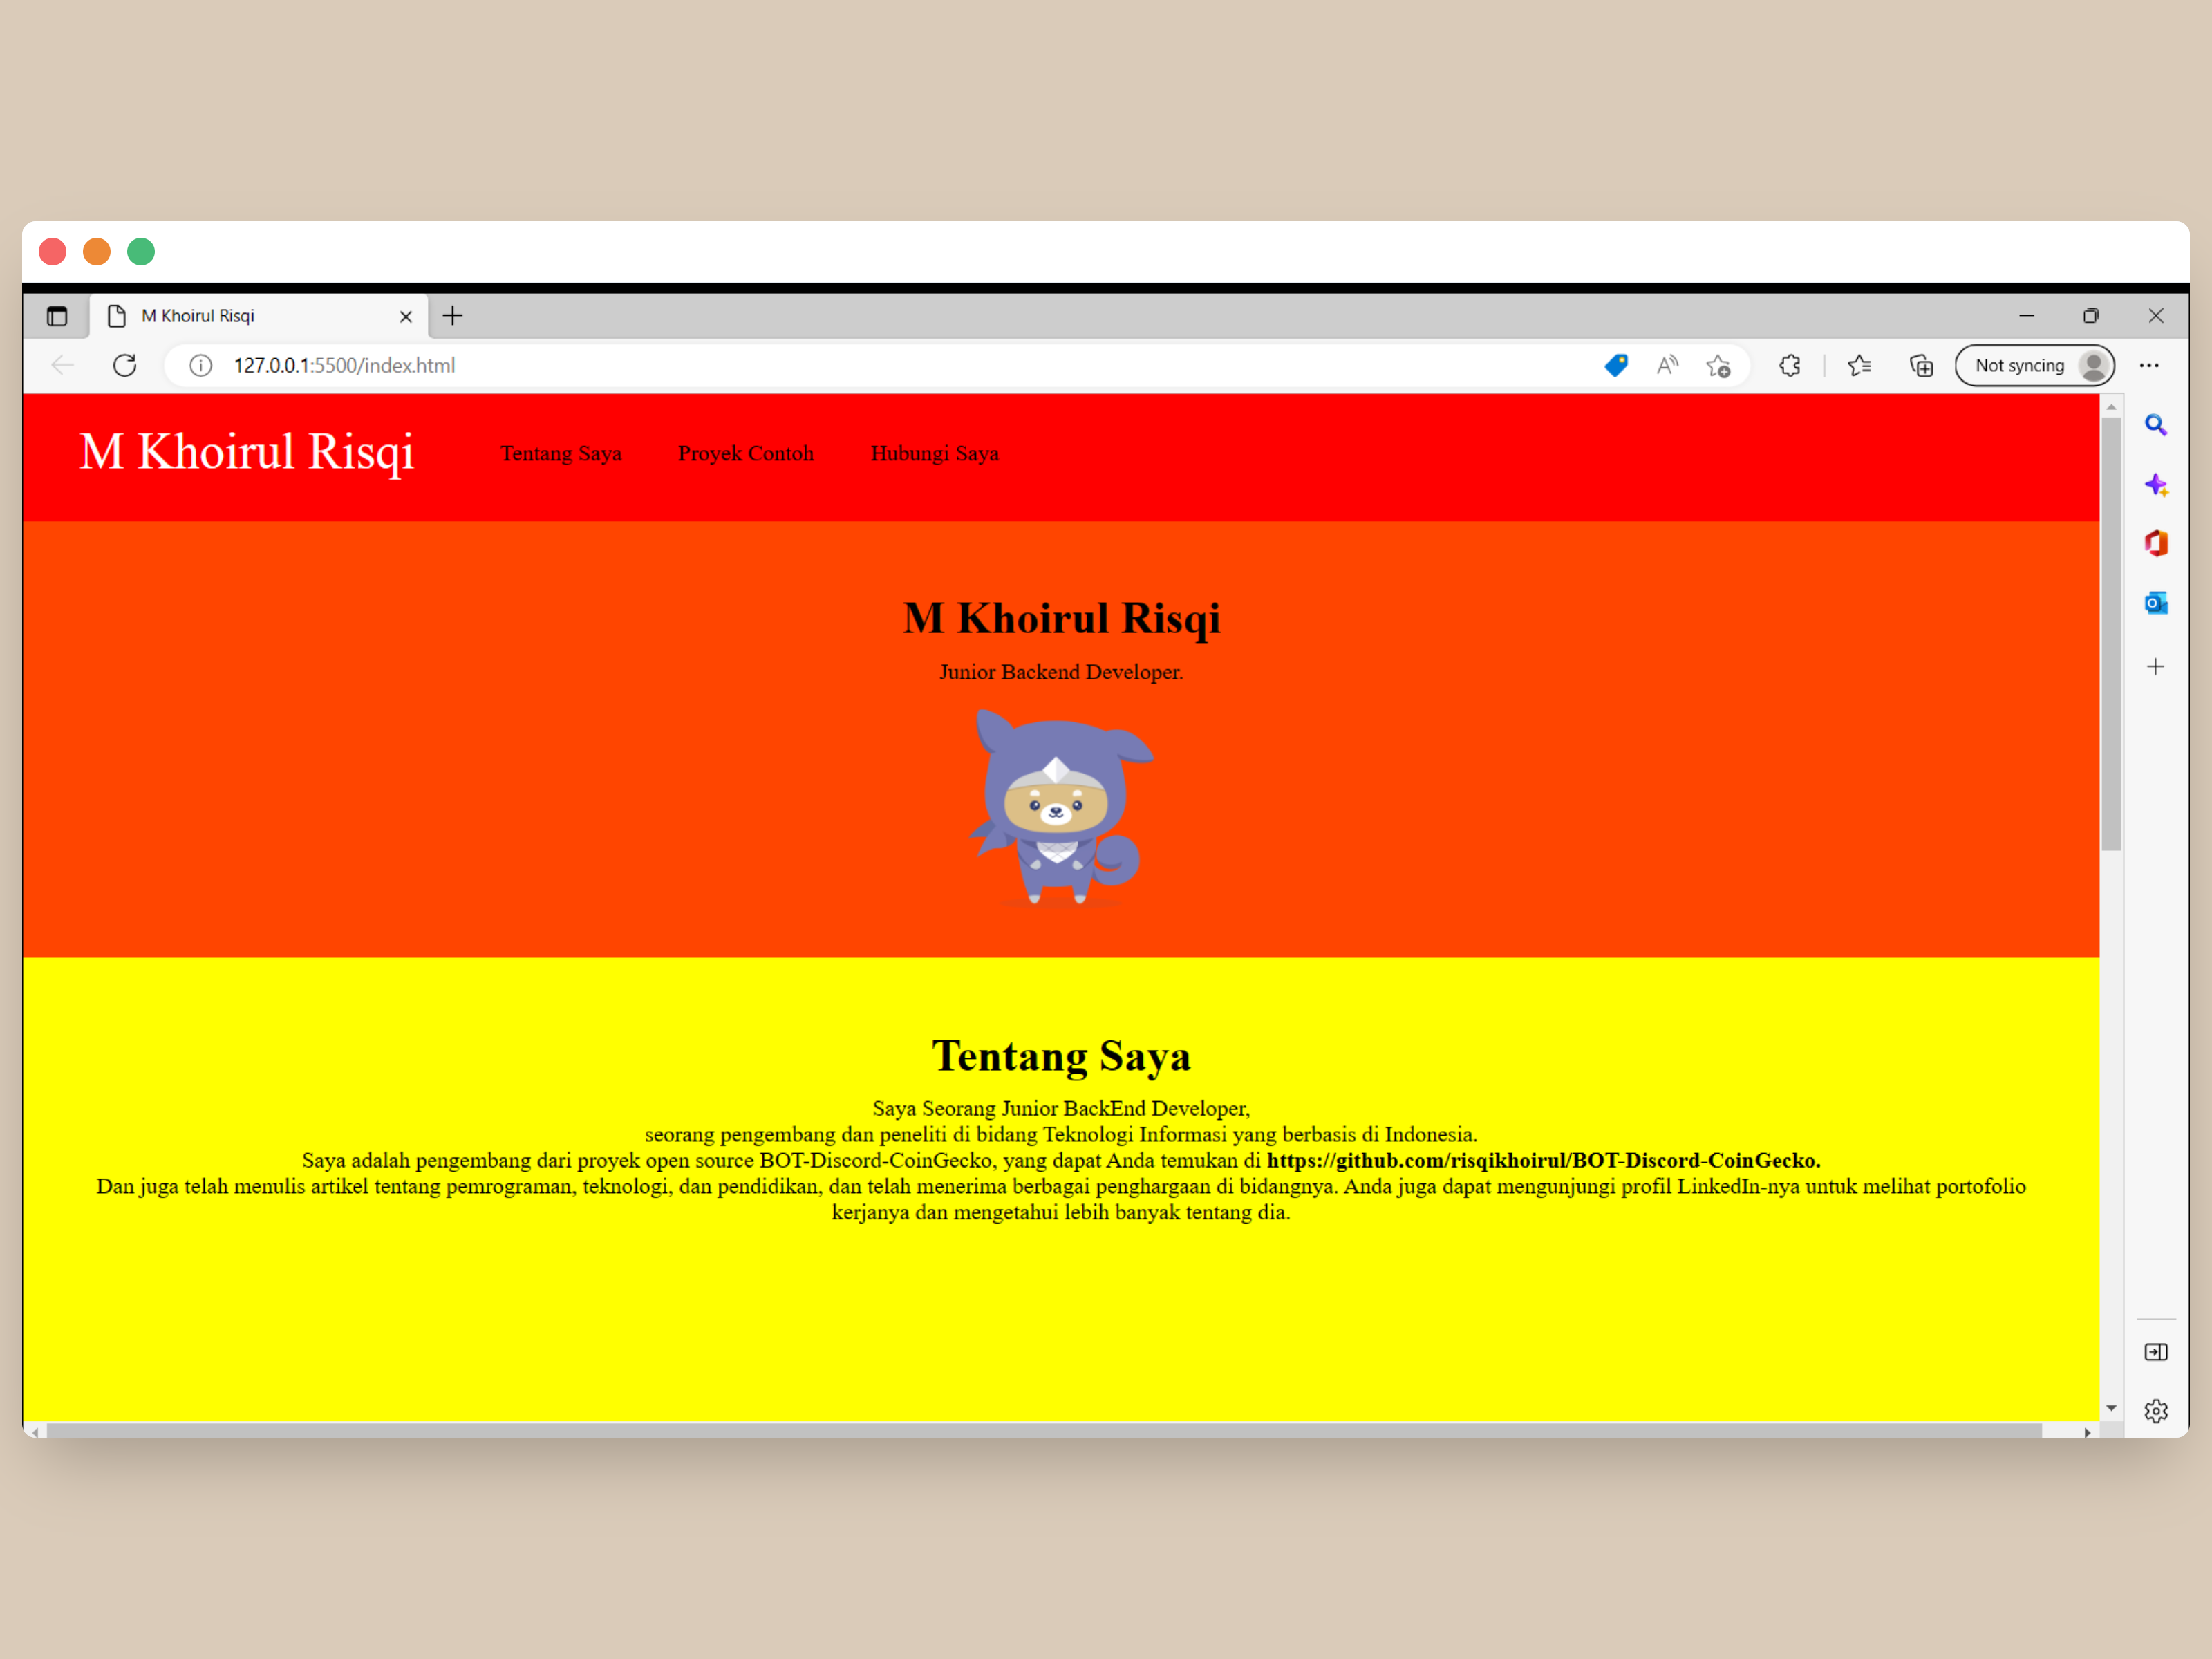 M Khoirul Risqi
127.0.0.1:5500/index.html
Not syncing
M Khoirul Risqi
Tentang Saya
Proyek Contoh
Hubungi Saya
M Khoirul Risqi
Junior Backend Developer.
Tentang Saya
Saya Seorang Junior BackEnd Developer,
seorang pengembang dan peneliti di bidang Teknologi Informasi yang berbasis di Indonesia.
Saya adalah pengembang dari proyek open source BOT-Discord-CoinGecko, yang dapat Anda temukan di https://github.com/risqikhoirul/BOT-Discord-CoinGecko.
Dan juga telah menulis artikel tentang pemrograman, teknologi, dan pendidikan, dan telah menerima berbagai penghargaan di bidangnya. Anda juga dapat mengunjungi profil LinkedIn-nya untuk melihat portofolio
kerjanya dan mengetahui lebih banyak tentang dia.